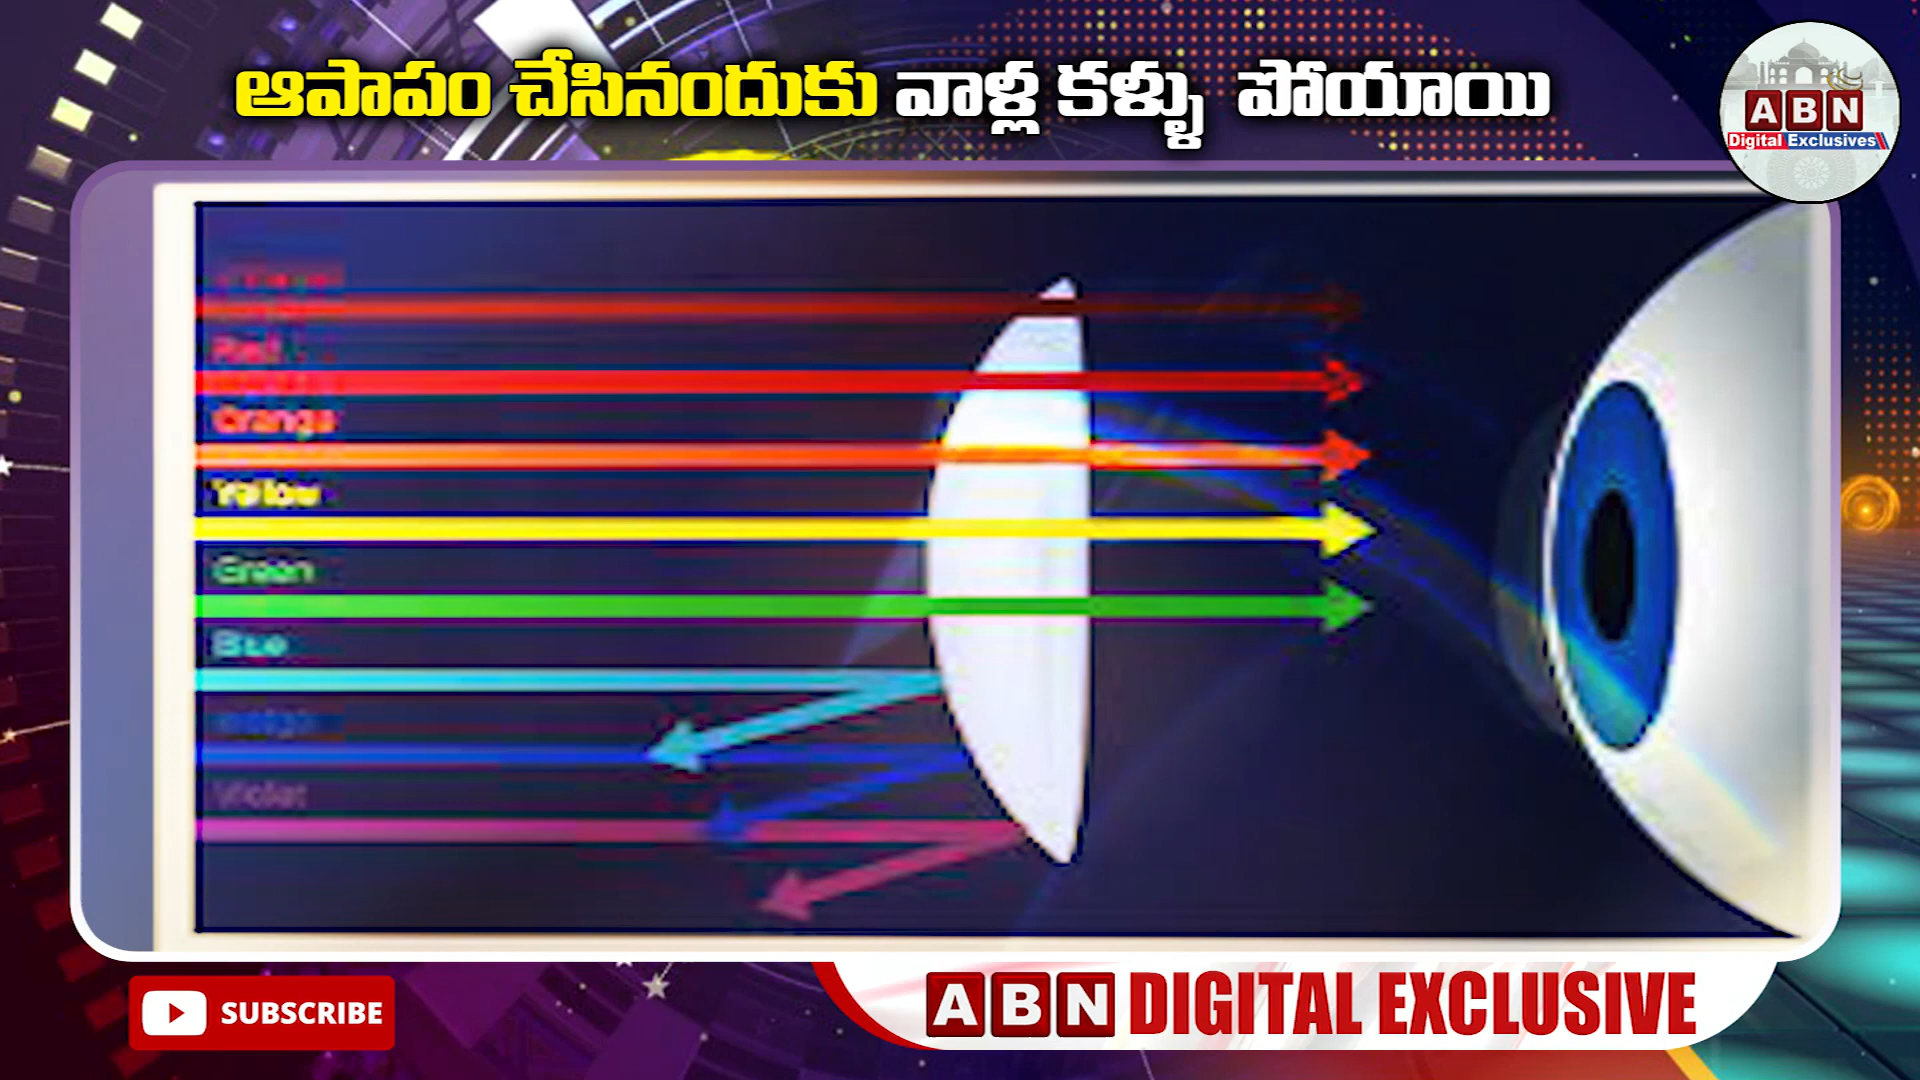 ఆపాపం చేసినందుకు వాళ్ల కళ్ళు పోయాయి
ABN
Digital Exclusives
Red
Orange
Yellow
Green
Blue
Violet
SUBSCRIBE
ABN DIGITAL EXCLUSIVE